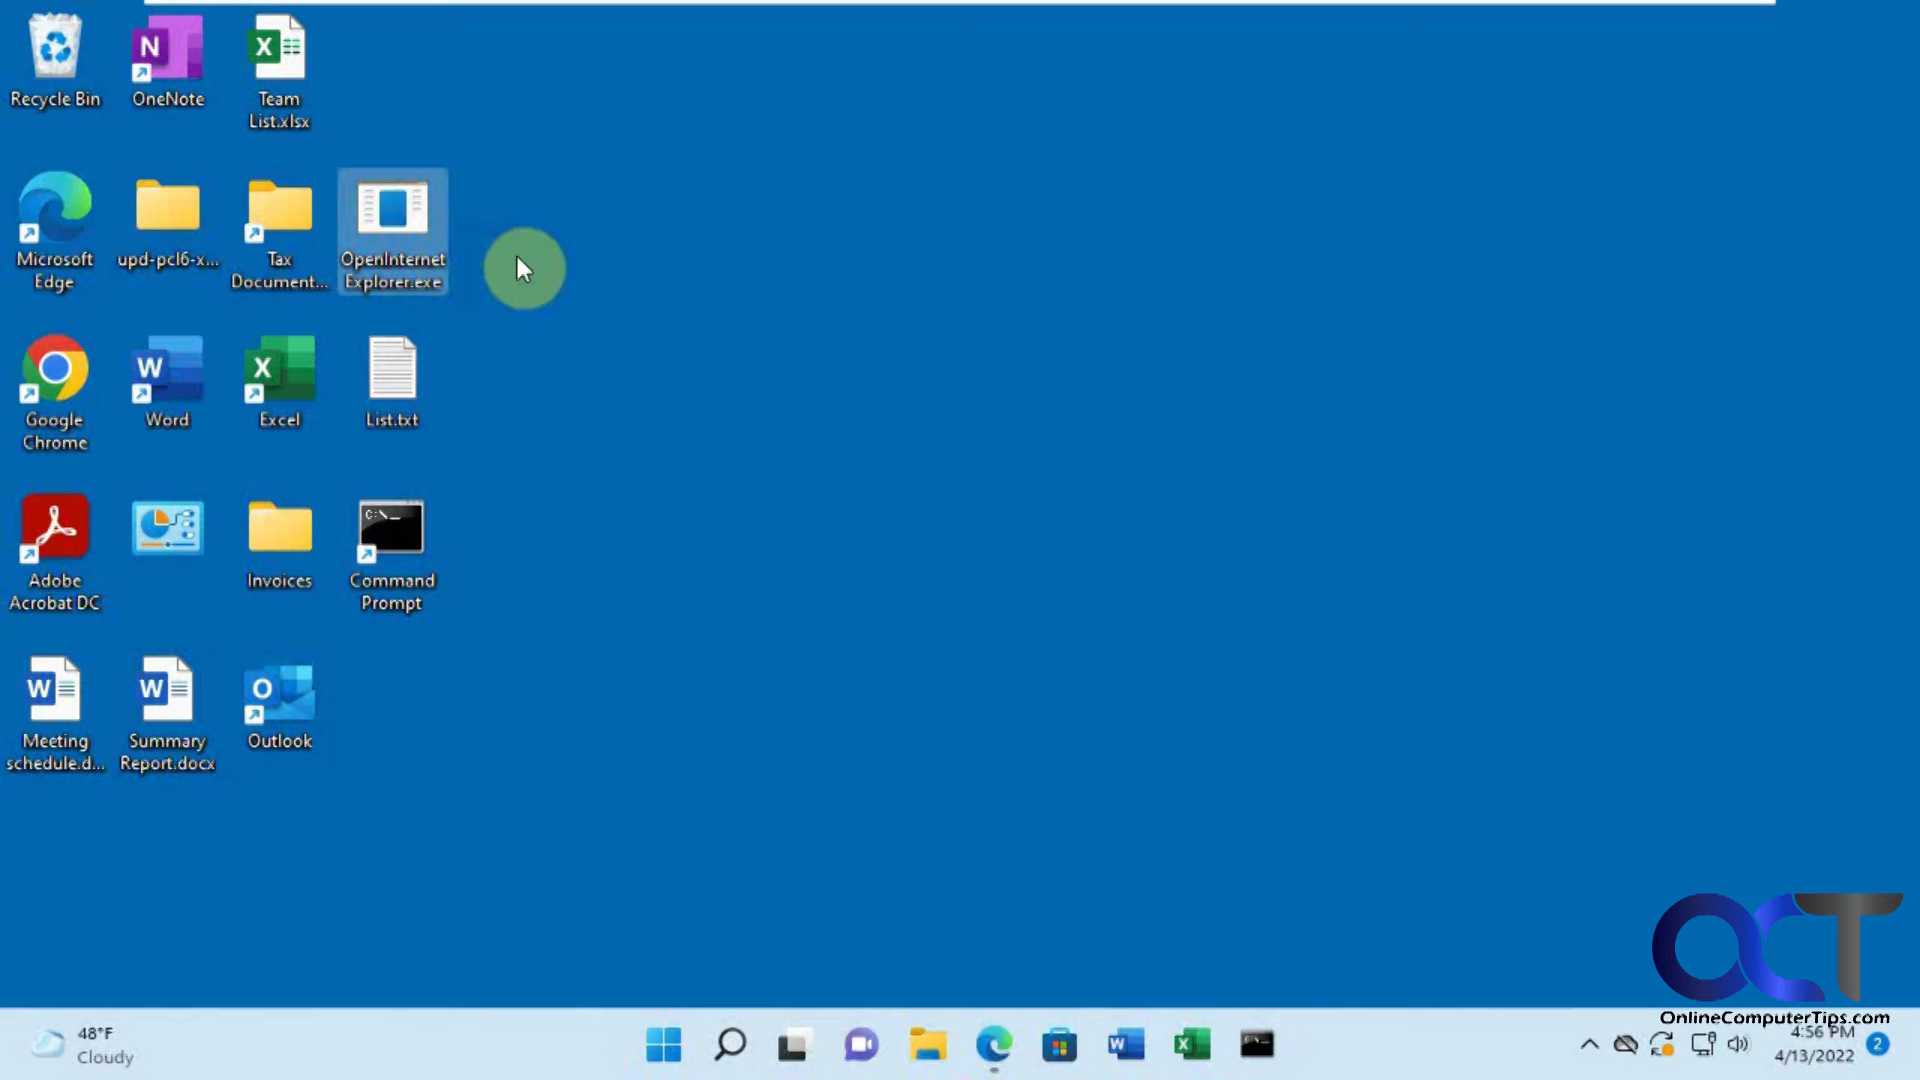 Recycle Bin
OneNote
Team
List.xlsx
Microsoft
Edge
upd-pcl6-x...
Tax
Document...
OpenInternet
Explorer.exe
Google
Chrome
Word
Excel
List.txt
Adobe
Acrobat DC
Invoices
C:\_
Command
Prompt
Meeting
schedule.d...
Summary
Report.docx
Outlook
OCT
OnlineComputerTips.com
48°F
Cloudy
4:56 PM
4/13/2022
2